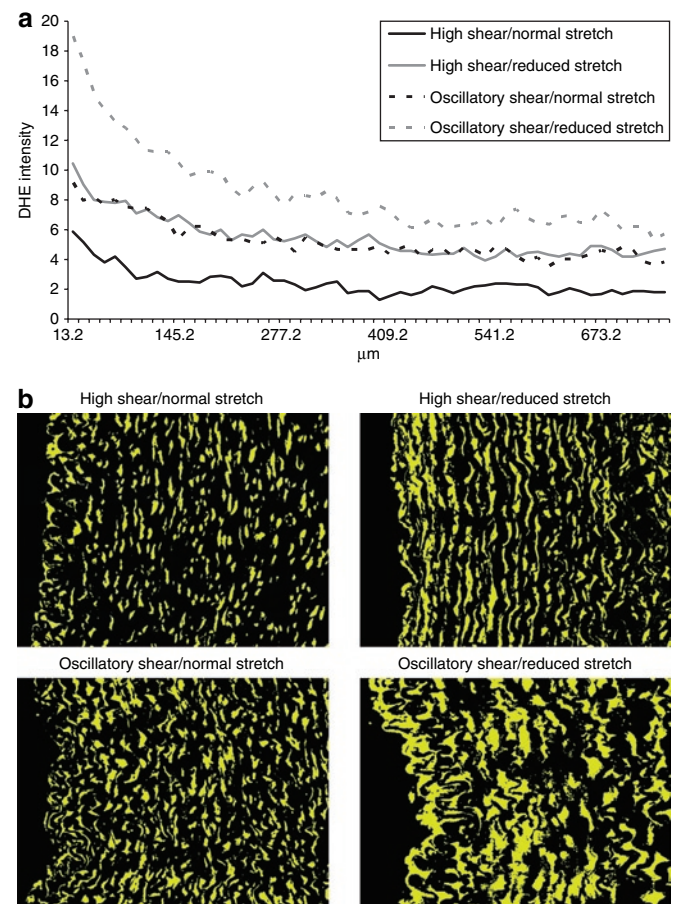 a
20
18
16
14
12
10
8
6
4
2
0
DHE intensity
High shear/normal stretch
High shear/reduced stretch
Oscillatory shear/normal stretch
Oscillatory shear/reduced stretch
13.2 145.2 277.2 409.2 541.2 673.2
μm
b
High shear/normal stretch
High shear/reduced stretch
Oscillatory shear/normal stretch
Oscillatory shear/reduced stretch